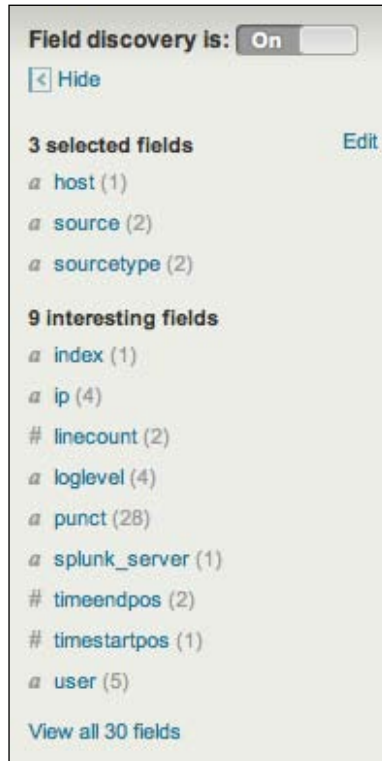 Field discovery is: On
< Hide
3 selected fields Edit
a host (1)
a source (2)
a sourcetype (2)
9 interesting fields
a index (1)
a ip (4)
# linecount (2)
a loglevel (4)
a punct (28)
a splunk_server (1)
# timeendpos (2)
# timestartpos (1)
a user (5)
View all 30 fields